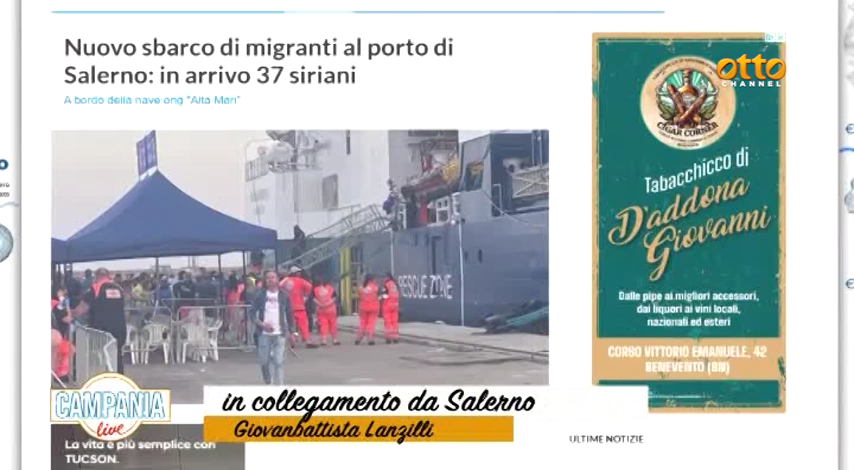 Nuovo sbarco di migranti al porto di
Salerno: in arrivo 37 siriani
A bordo della nave ong "Aita Mari"
otto
CHANNEL
CIGAR CORNER
Tabacchicco di
D'addona
Giovanni
Dalle pipe ai migliori accessori,
dai liquori ai vini locali,
nazionali ed esteri
CORSO VITTORIO EMANUELE, 42
BENEVENTO (BN)
RESCUE ZONE
CAMPANIA
live
in collegamento da Salerno
Giovanbattista Lanzilli
La vita è più semplice con
TUCSON.
ULTIME NOTIZIE